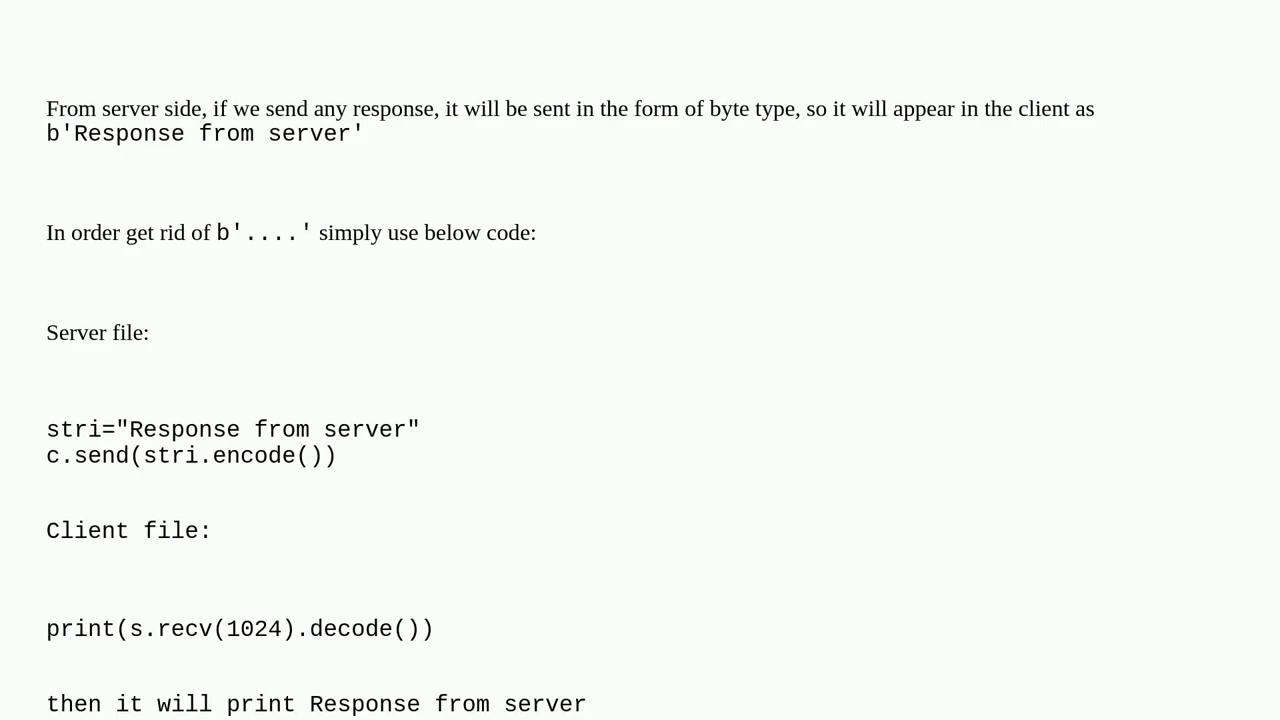 From server side, if we send any response, it will be sent in the form of byte type, so it will appear in the client as
b'Response from server'
In order get rid of b'....' simply use below code:
Server file:
stri="Response from server"
c.send(stri.encode())
Client file:
print(s.recv(1024).decode())
then it will print Response from server